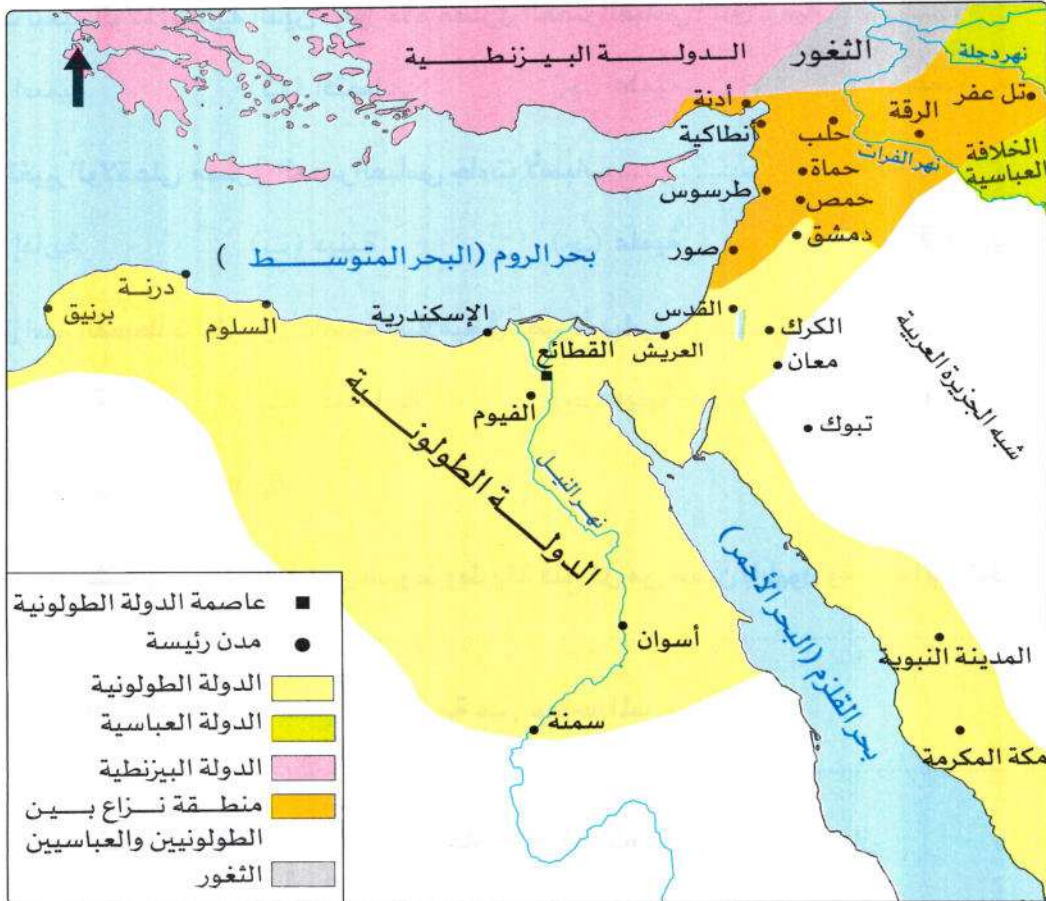 الدولة البيزنطية
الثغور
نهر دجلة
تل عفر
أدنة
الرقة
أنطاكية
حلب
الخلافة
العباسية
نهر الفرات
حماة
طرسوس
حمص
دمشق
صور
بحر الروم (البحر المتوسط)
درنة
برنيق
السلوم
الإسكندرية
القدس
الكرك
العريش
القطائع
معان
شبه الجزيرة العربية
الفيوم
تبوك
الدولة الطولونية
نهر النيل
بحر القلزم (البحر الأحمر)
أسوان
المدينة النبوية
سمنة
مكة المكرمة
عاصمة الدولة الطولونية
مدن رئيسة
الدولة الطولونية
الدولة العباسية
الدولة البيزنطية
منطقة نزاع بين
الطولونيين والعباسيين
الثغور